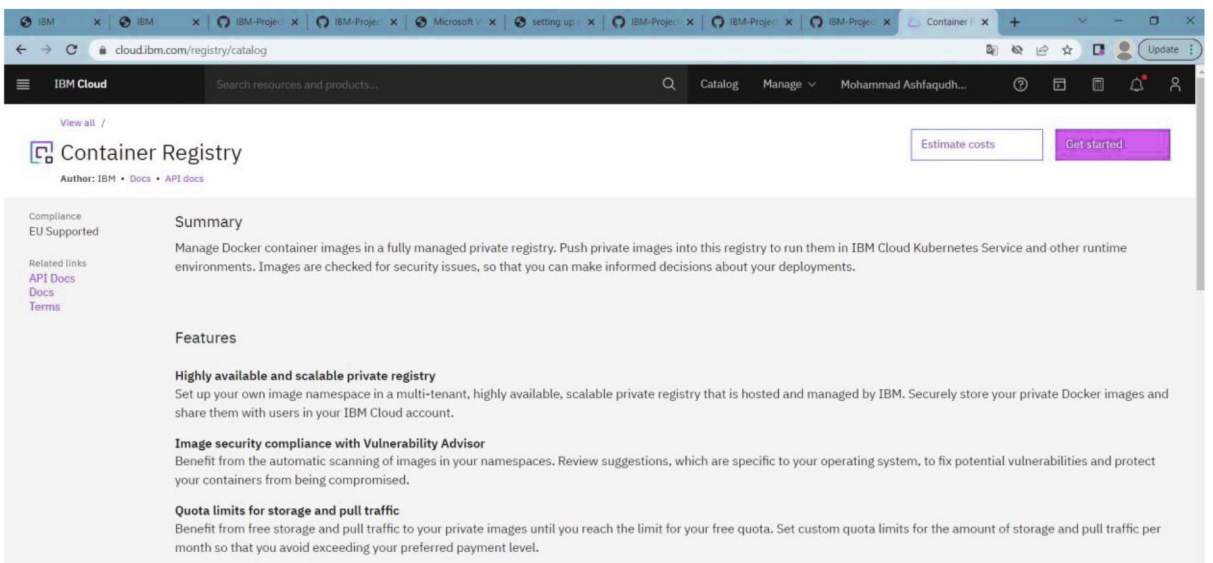 IBM
IBM
IBM-Project
IBM-Project
Microsoft
setting up
IBM-Project
IBM-Project
IBM-Project
Container
cloud.ibm.com/registry/catalog
Update
IBM Cloud
Search resources and products...
Catalog
Manage
Mohammad Ashfaqudh...
View all /
Container Registry
Estimate costs
Get started
Author: IBM • Docs • API docs
Compliance
EU Supported
Related links
API Docs
Docs
Terms
Summary
Manage Docker container images in a fully managed private registry. Push private images into this registry to run them in IBM Cloud Kubernetes Service and other runtime
environments. Images are checked for security issues, so that you can make informed decisions about your deployments.
Features
Highly available and scalable private registry
Set up your own image namespace in a multi-tenant, highly available, scalable private registry that is hosted and managed by IBM. Securely store your private Docker images and
share them with users in your IBM Cloud account.
Image security compliance with Vulnerability Advisor
Benefit from the automatic scanning of images in your namespaces. Review suggestions, which are specific to your operating system, to fix potential vulnerabilities and protect
your containers from being compromised.
Quota limits for storage and pull traffic
Benefit from free storage and pull traffic to your private images until you reach the limit for your free quota. Set custom quota limits for the amount of storage and pull traffic per
month so that you avoid exceeding your preferred payment level.